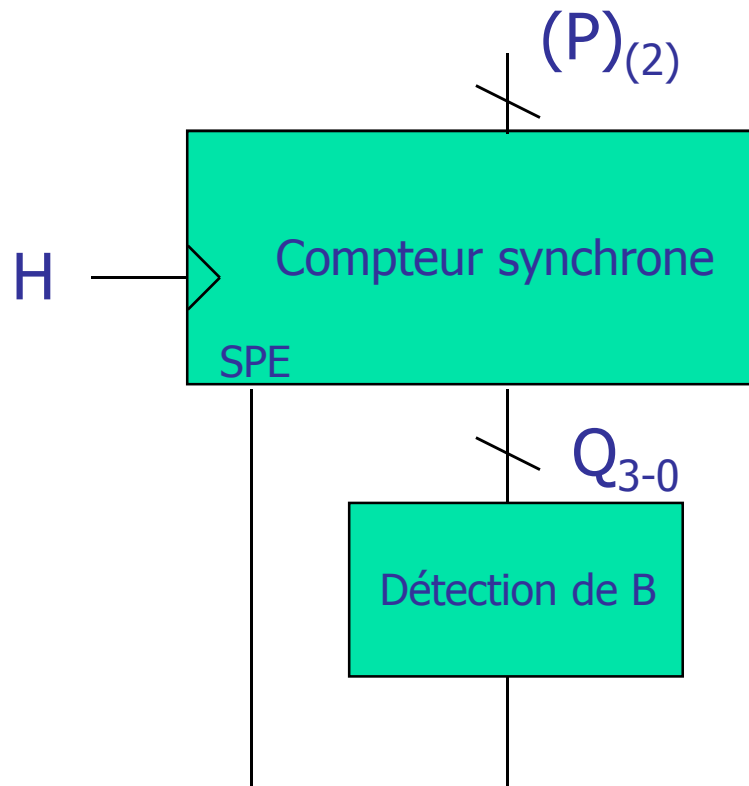 (P)(2)
Compteur synchrone
H
SPE
Q3-0
Détection de B